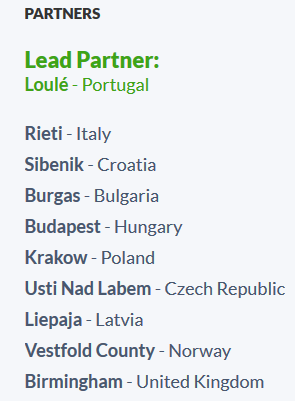 PARTNERS
Lead Partner:
Loulé - Portugal
Rieti - Italy
Sibenik - Croatia
Burgas - Bulgaria
Budapest - Hungary
Krakow - Poland
Usti Nad Labem - Czech Republic
Liepaja - Latvia
Vestfold County - Norway
Birmingham - United Kingdom